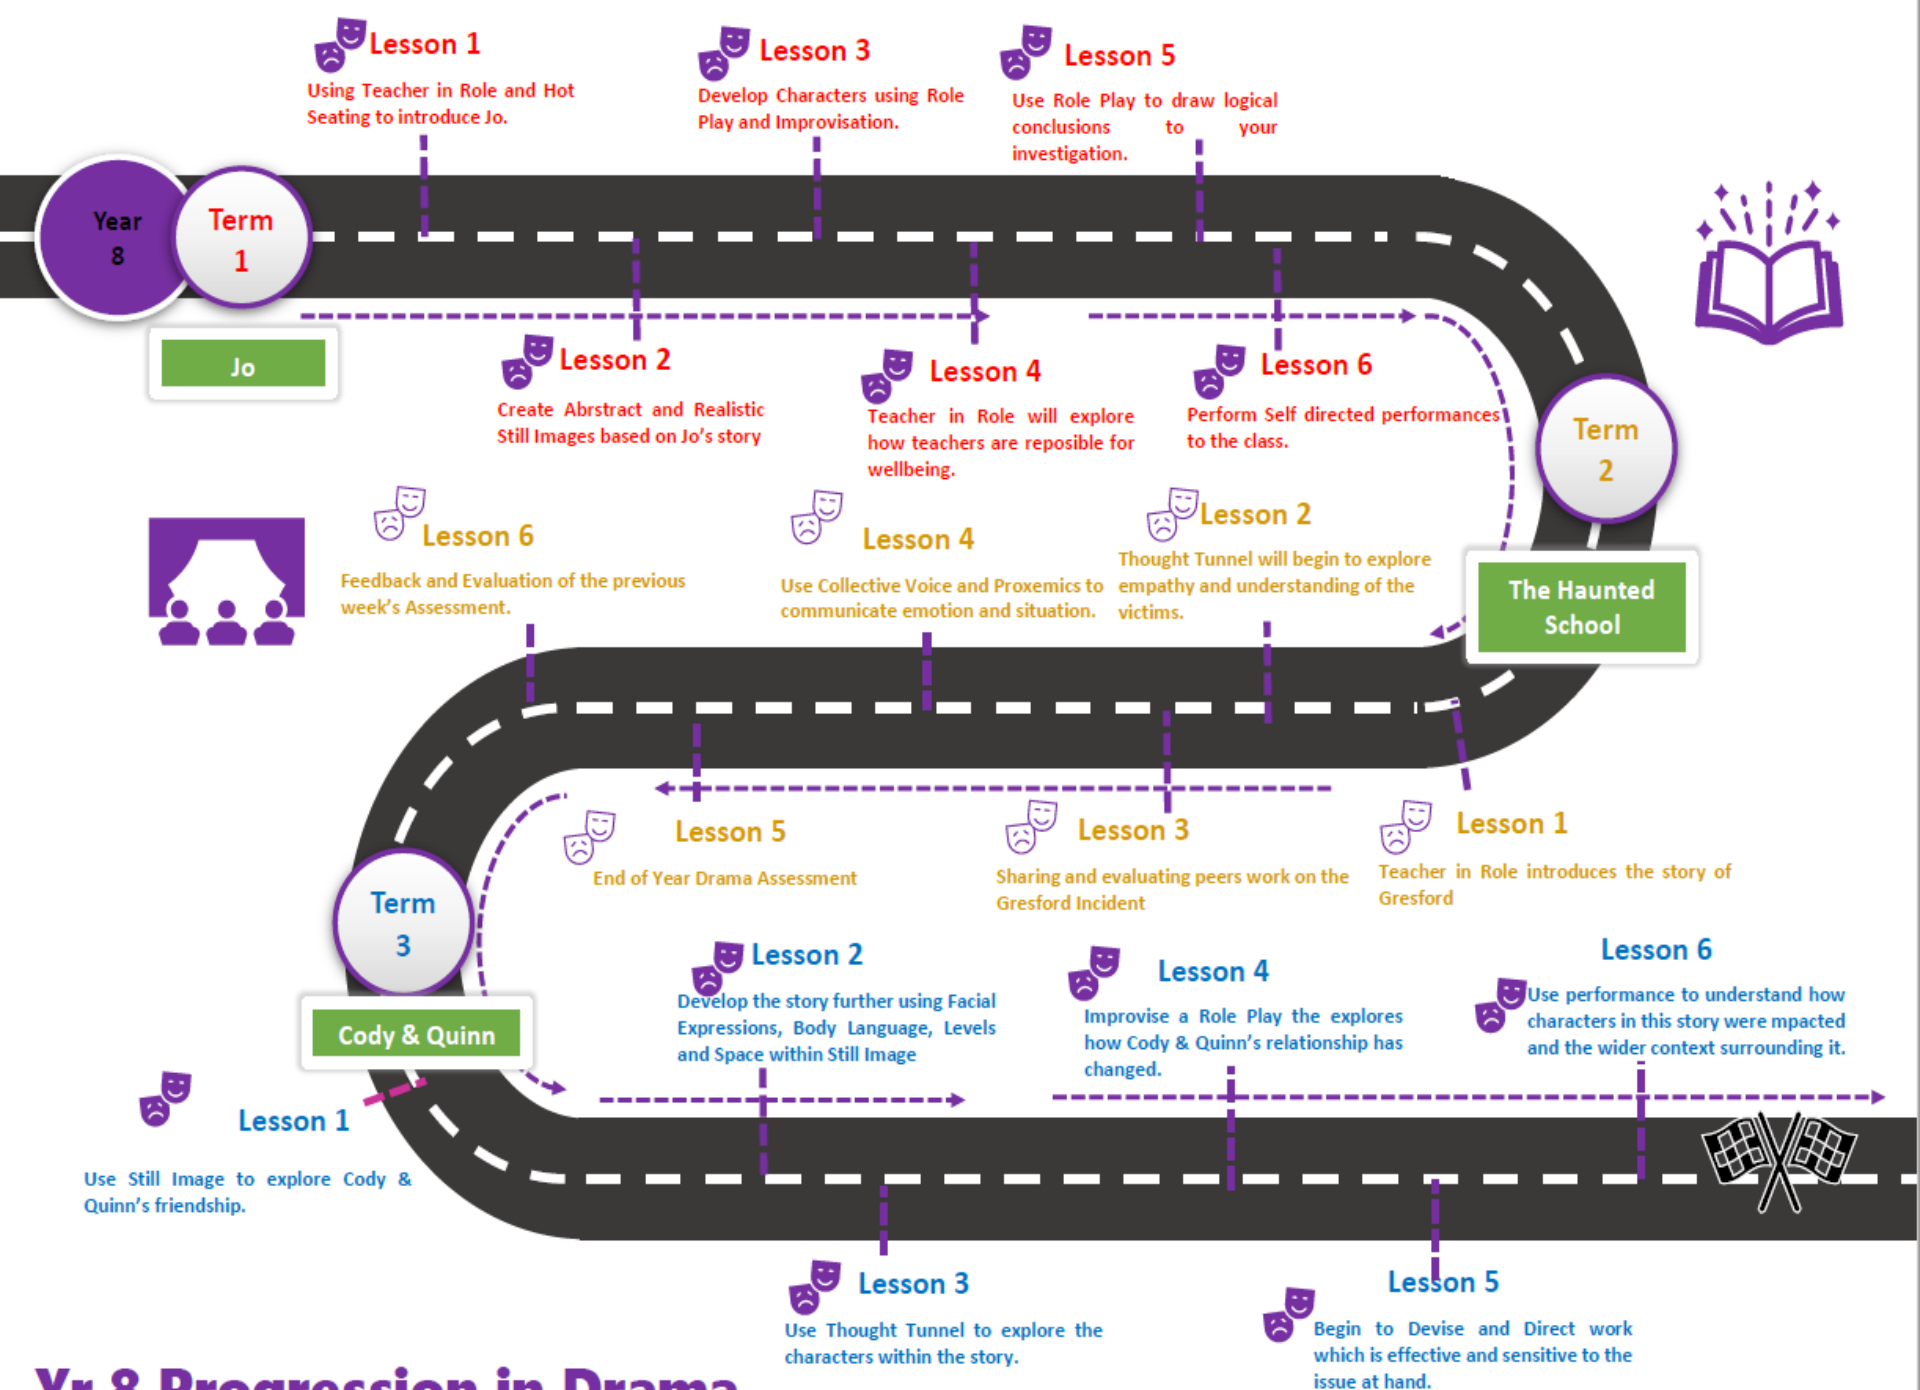 Year
8
Term
1
Jo
Lesson 1
Using Teacher in Role and Hot
Seating to introduce Jo.
Lesson 2
Create Abrstract and Realistic
Still Images based on Jo's story
Lesson 3
Develop Characters using Role
Play and Improvisation.
Lesson 4
Teacher in Role will explore
how teachers are reposible for
wellbeing.
Lesson 5
Use Role Play to draw logical
conclusions to your
investigation.
Lesson 6
Perform Self directed performances
to the class.
Term
2
The Haunted
School
Lesson 1
Teacher in Role introduces the story of
Gresford
Lesson 2
Thought Tunnel will begin to explore
empathy and understanding of the
victims.
Lesson 3
Sharing and evaluating peers work on the
Gresford Incident
Lesson 4
Use Collective Voice and Proxemics to
communicate emotion and situation.
Lesson 5
End of Year Drama Assessment
Lesson 6
Feedback and Evaluation of the previous
week's Assessment.
Term
3
Cody & Quinn
Lesson 1
Use Still Image to explore Cody &
Quinn's friendship.
Lesson 2
Develop the story further using Facial
Expressions, Body Language, Levels
and Space within Still Image
Lesson 3
Use Thought Tunnel to explore the
characters within the story.
Lesson 4
Improvise a Role Play the explores
how Cody & Quinn's relationship has
changed.
Lesson 5
Begin to Devise and Direct work
which is effective and sensitive to the
issue at hand.
Lesson 6
Use performance to understand how
characters in this story were mpacted
and the wider context surrounding it.
Yr 8 Progression in Drama